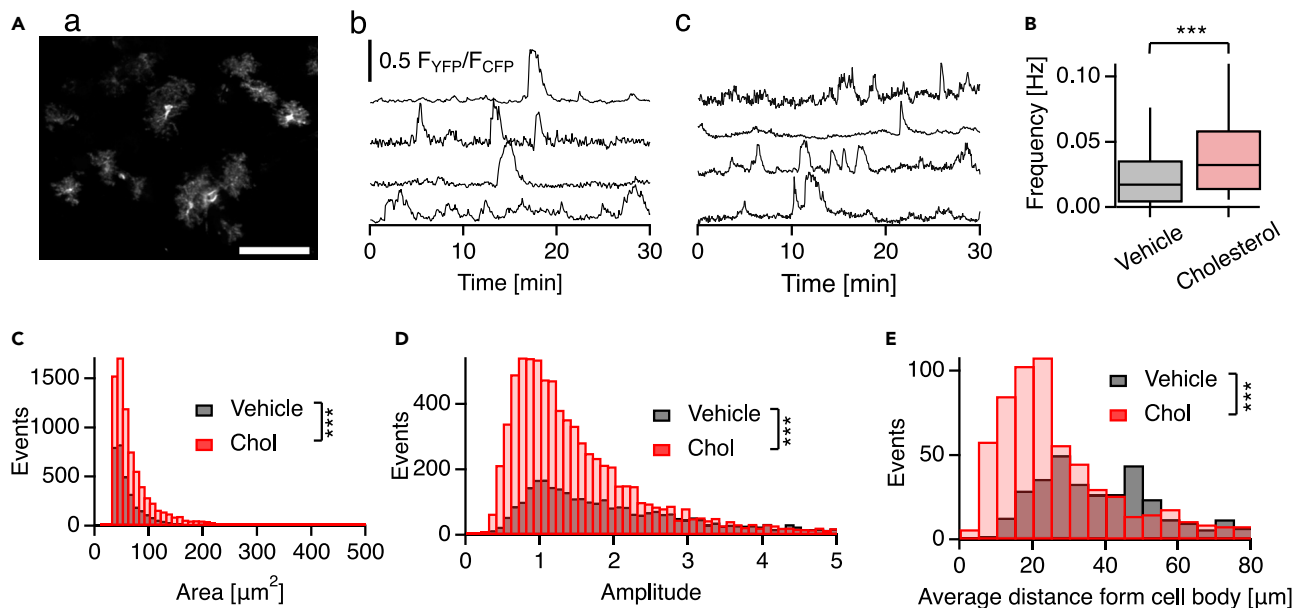 A a
b
0.5 F_YFP/F_CFP
0 10 20 30
Time [min]
c
0 10 20 30
Time [min]
B
***
Frequency [Hz]
0.10
0.05
0.00
Vehicle
Cholesterol
C
Events
1500
1000
500
0
Vehicle
Chol
***
0 100 200 300 400 500
Area [µm²]
D
Events
400
200
0
Vehicle
Chol
***
0 1 2 3 4 5
Amplitude
E
Events
100
50
0
Vehicle
Chol
***
0 20 40 60 80
Average distance form cell body [µm]